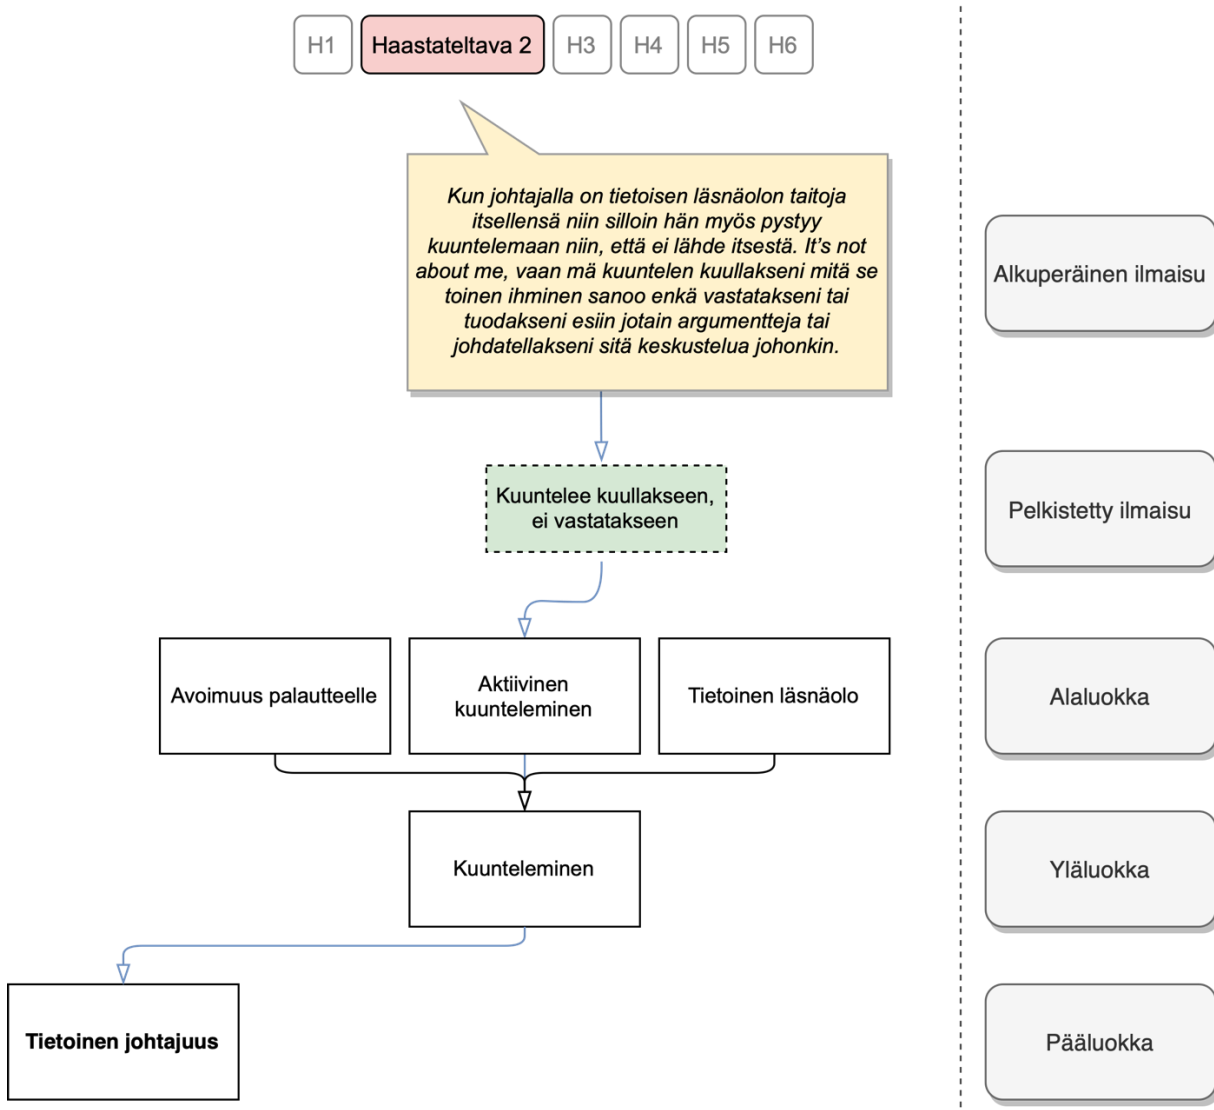 H1 Haastateltava 2 H3 H4 H5 H6
Kun johtajalla on tietoisen läsnäolon taitoja
itsellensä niin silloin hän myös pystyy
kuuntelemaan niin, että ei lähde itsestä. It's not
about me, vaan mä kuuntelen kuullakseni mitä se
toinen ihminen sanoo enkä vastatakseni tai
tuodakseni esiin jotain argumentteja tai
johdatellakseni sitä keskustelua johonkin.
Alkuperäinen ilmaisu
Kuuntelee kuullakseen,
ei vastatakseen
Pelkistetty ilmaisu
Avoimuus palautteelle
Aktiivinen
kuunteleminen
Tietoinen läsnäolo
Alaluokka
Kuunteleminen
Yläluokka
Tietoinen johtajuus
Pääluokka